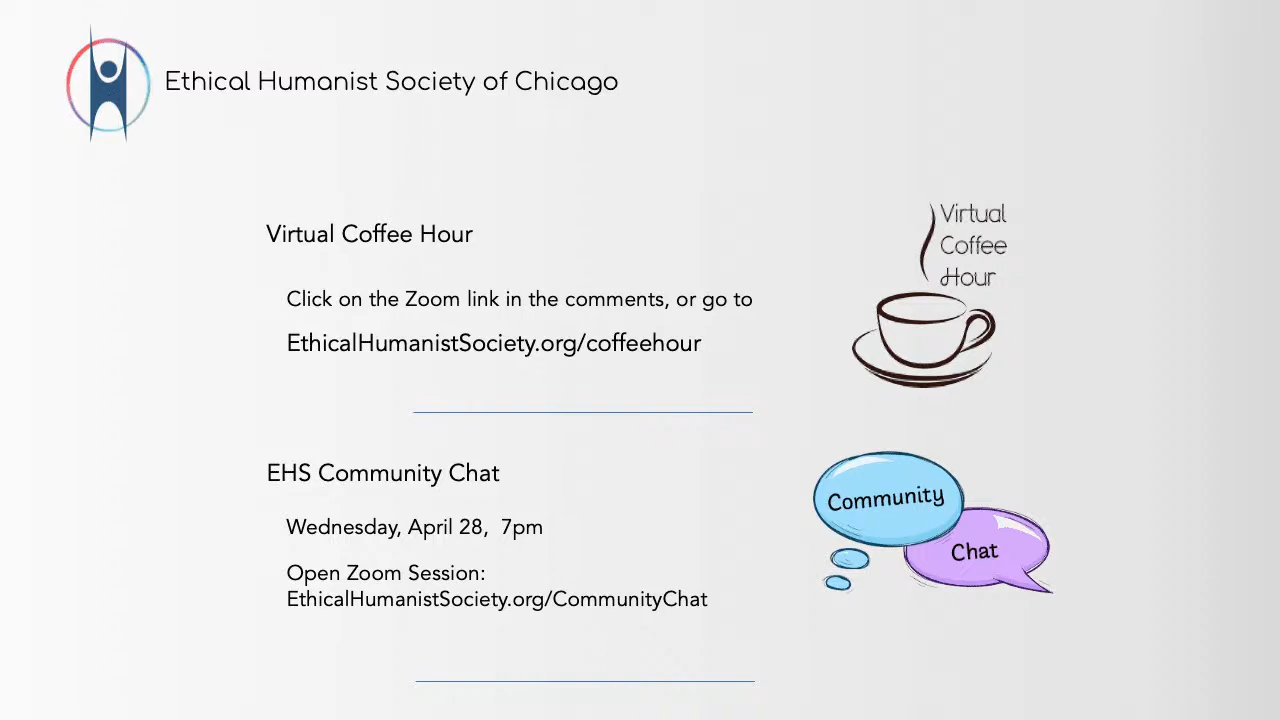 Ethical Humanist Society of Chicago
Virtual Coffee Hour
Click on the Zoom link in the comments, or go to
EthicalHumanistSociety.org/coffeehour
Virtual
Coffee
Hour
EHS Community Chat
Wednesday, April 28,  7pm
Open Zoom Session:
EthicalHumanistSociety.org/CommunityChat
Community
Chat